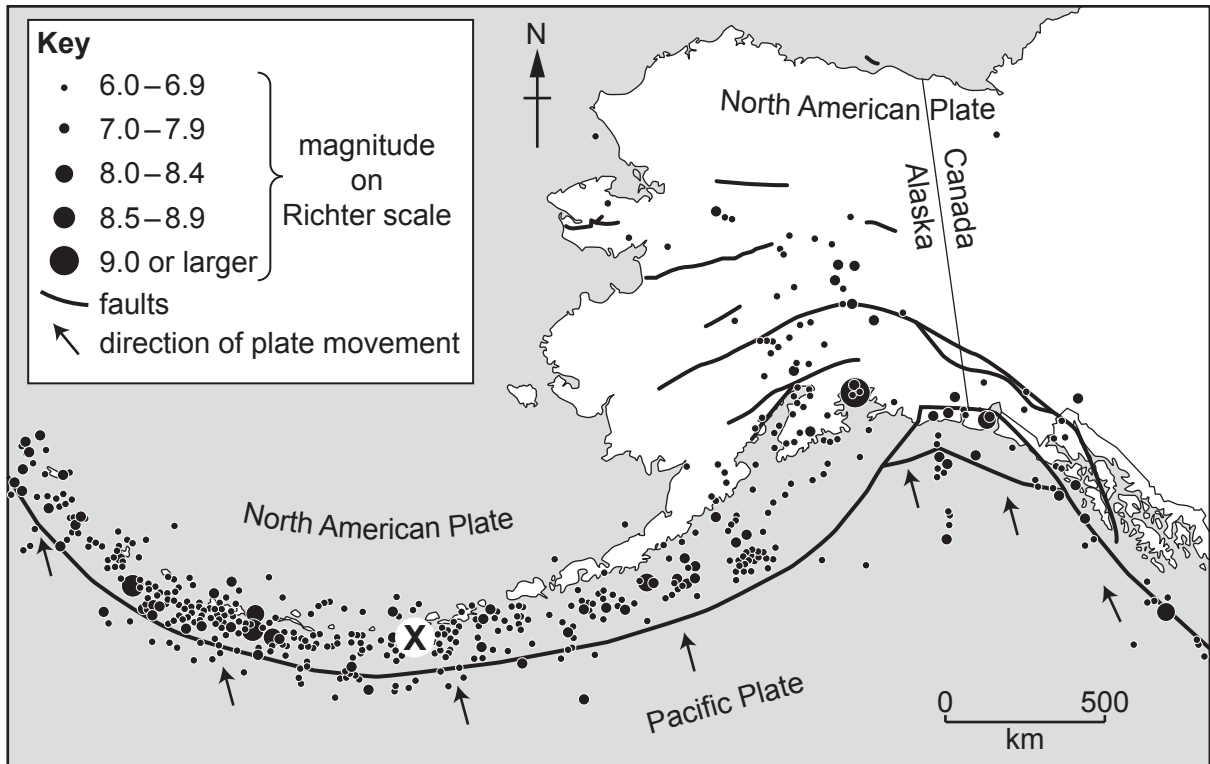 Key
6.0–6.9
7.0–7.9
8.0–8.4
8.5–8.9
9.0 or larger
magnitude
on
Richter scale
faults
direction of plate movement
N
North American Plate
Canada
Alaska
North American Plate
X
Pacific Plate
0 500
km